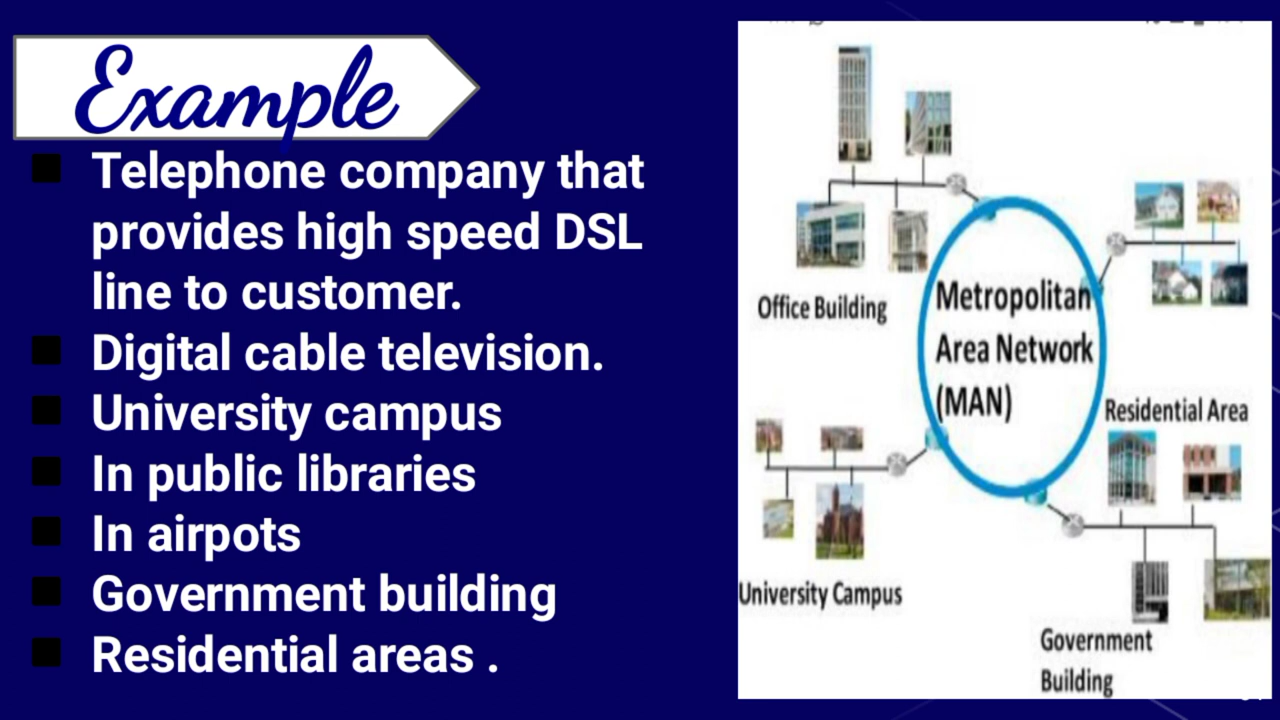 Example
Telephone company that
provides high speed DSL
line to customer.
Digital cable television.
University campus
In public libraries
In airpots
Government building
Residential areas .
Office Building
Metropolitan
Area Network
(MAN)
Residential Area
University Campus
Government
Building